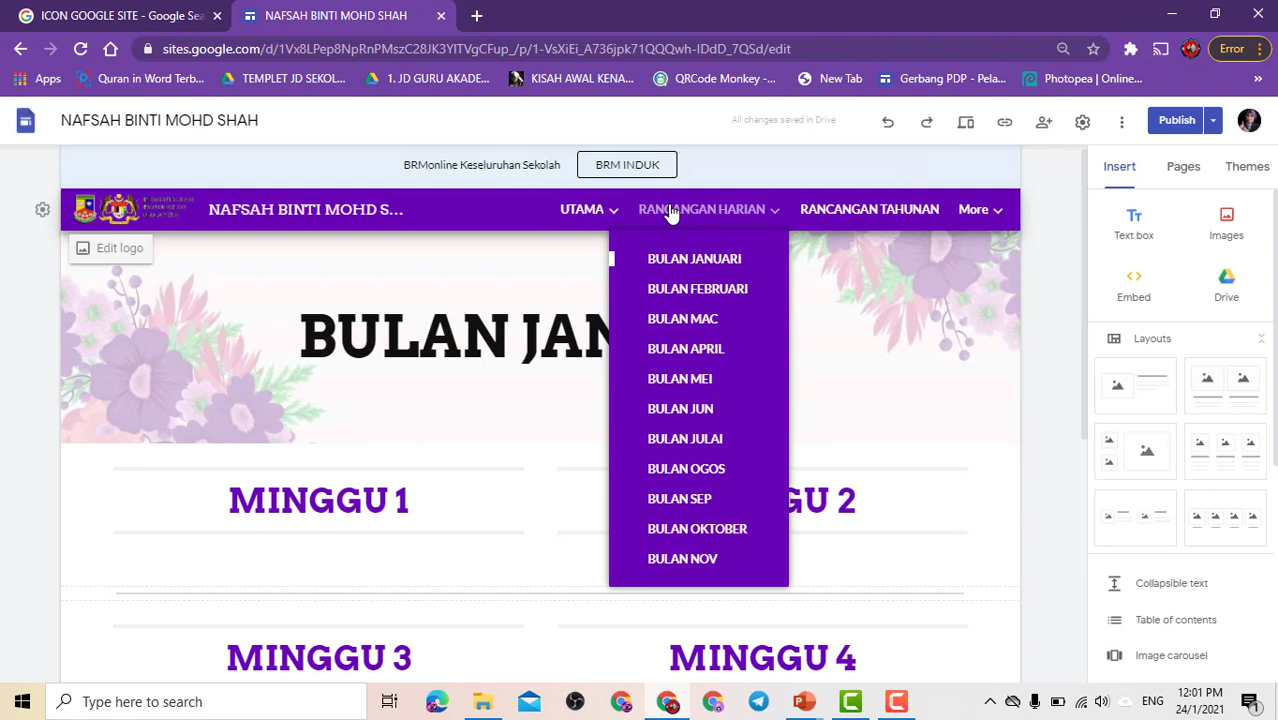 ICON GOOGLE SITE - Google Sea
NAFSAH BINTI MOHD SHAH
sites.google.com/d/1Vx8LPep8NpRnPMszC28JK3YITVgCFup_/p/1-VsXiEi_A736jpk71QQQwh-IDdD_7QSd/edit
Error
Apps
Quran in Word Terb...
TEMPLET JD SEKOL...
1. JD GURU AKADE...
KISAH AWAL KENA...
QRCode Monkey -...
New Tab
Gerbang PDP - Pela...
Photopea | Online...
NAFSAH BINTI MOHD SHAH
All changes saved in Drive
Publish
BRMonline Keseluruhan Sekolah
BRM INDUK
Insert
Pages
Themes
NAFSAH BINTI MOHD S...
UTAMA
RANCANGAN HARIAN
RANCANGAN TAHUNAN
More
Edit logo
Text box
Images
Embed
Drive
BULAN JAN
BULAN JANUARI
BULAN FEBRUARI
BULAN MAC
BULAN APRIL
BULAN MEI
BULAN JUN
BULAN JULAI
BULAN OGOS
BULAN SEP
BULAN OKTOBER
BULAN NOV
Layouts
MINGGU 1
GU 2
MINGGU 3
MINGGU 4
Collapsible text
Table of contents
Image carousel
Type here to search
ENG
12:01 PM
24/1/2021